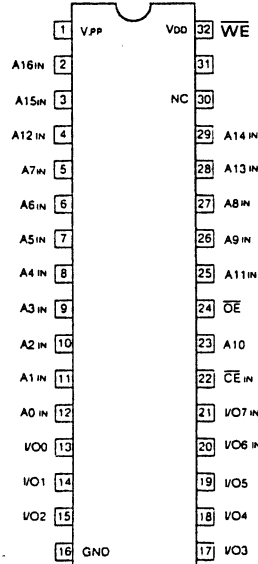 1 VPP VDD 32 WE
A16IN 2 31
A15IN 3 NC 30
A12 IN 4 29 A14 IN
A7IN 5 28 A13 IN
A6IN 6 27 A8IN
A5IN 7 26 A9 IN
A4 IN 8 25 A11IN
A3 IN 9 24 OE
A2 IN 10 23 A10
A1 IN 11 22 CE IN
A0 IN 12 21 I/O7 IN
I/O0 13 20 I/O6 IN
I/O1 14 19 I/O5
I/O2 15 18 I/O4
16 GND 17 I/O3